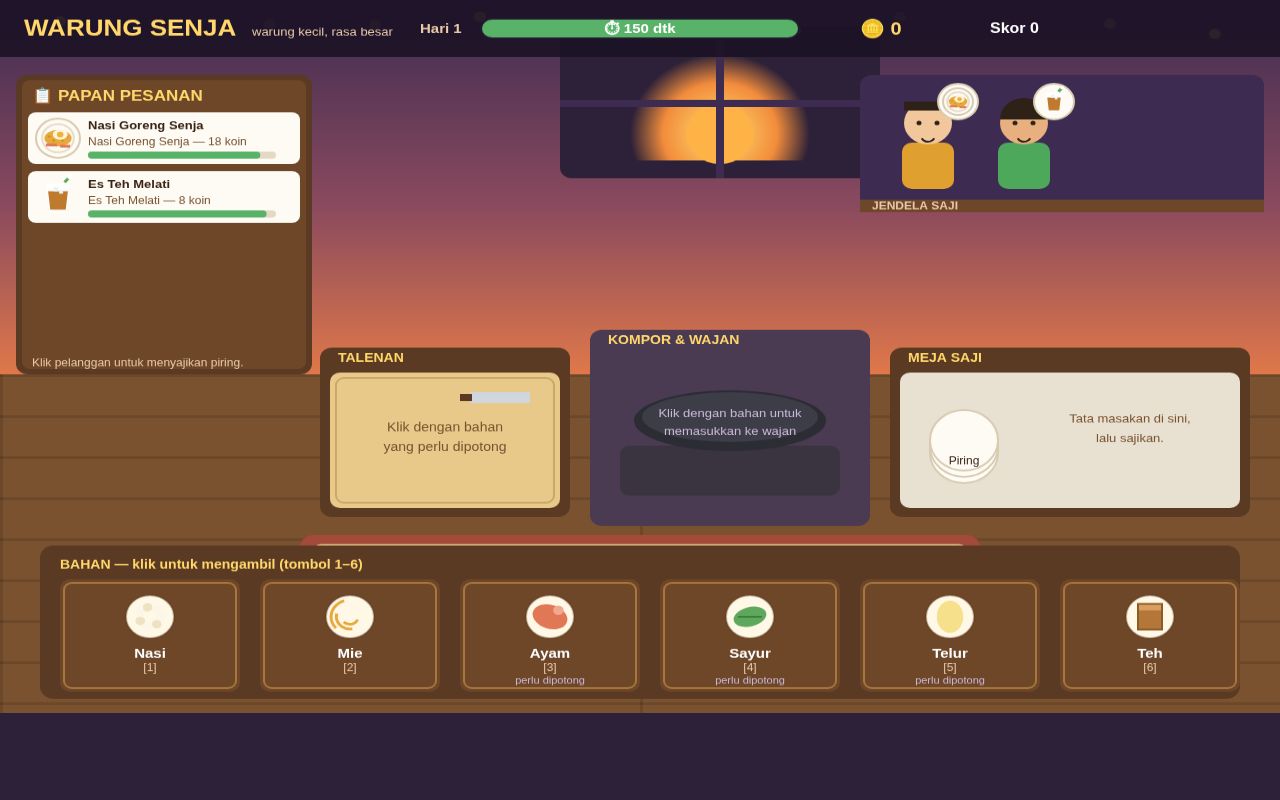 WARUNG SENJA warung kecil, rasa besar Hari 1 ⏱ 150 dtk 🪙 0 Skor 0
📋 PAPAN PESANAN
Nasi Goreng Senja
Nasi Goreng Senja — 18 koin
Es Teh Melati
Es Teh Melati — 8 koin
Klik pelanggan untuk menyajikan piring.
JENDELA SAJI
TALENAN
Klik dengan bahan
yang perlu dipotong
KOMPOR & WAJAN
Klik dengan bahan untuk
memasukkan ke wajan
MEJA SAJI
Piring
Tata masakan di sini,
lalu sajikan.
BAHAN — klik untuk mengambil (tombol 1–6)
Nasi
[1]
Mie
[2]
Ayam
[3]
perlu dipotong
Sayur
[4]
perlu dipotong
Telur
[5]
perlu dipotong
Teh
[6]